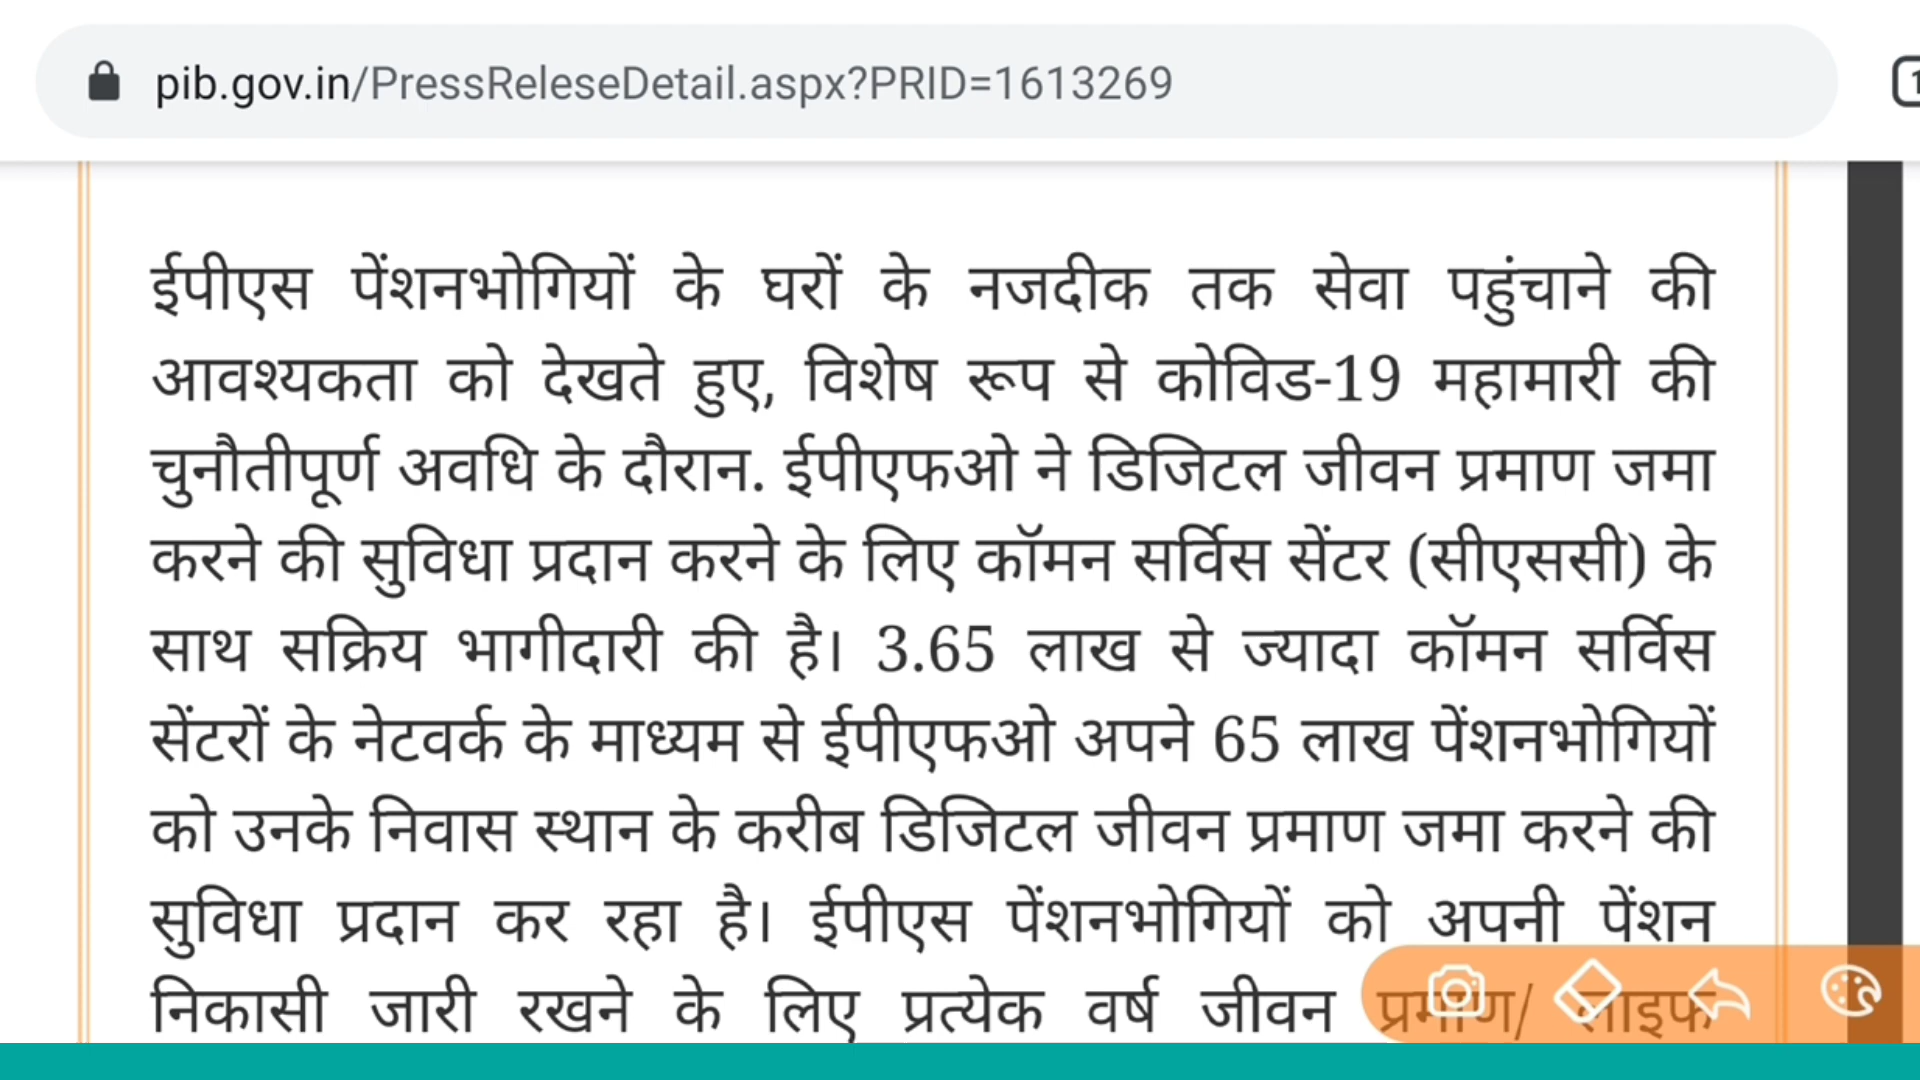 pib.gov.in/PressReleseDetail.aspx?PRID=1613269
ईपीएस पेंशनभोगियों के घरों के नजदीक तक सेवा पहुंचाने की
आवश्यकता को देखते हुए, विशेष रूप से कोविड-19 महामारी की
चुनौतीपूर्ण अवधि के दौरान. ईपीएफओ ने डिजिटल जीवन प्रमाण जमा
करने की सुविधा प्रदान करने के लिए कॉमन सर्विस सेंटर (सीएससी) के
साथ सक्रिय भागीदारी की है। 3.65 लाख से ज्यादा कॉमन सर्विस
सेंटरों के नेटवर्क के माध्यम से ईपीएफओ अपने 65 लाख पेंशनभोगियों
को उनके निवास स्थान के करीब डिजिटल जीवन प्रमाण जमा करने की
सुविधा प्रदान कर रहा है। ईपीएस पेंशनभोगियों को अपनी पेंशन
निकासी जारी रखने के लिए प्रत्येक वर्ष जीवन प्रमाण/ लाइफ